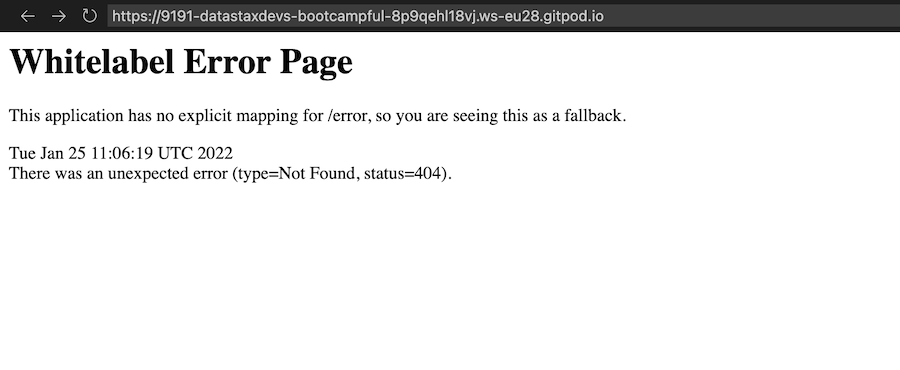 https://9191-datastaxdevs-bootcampful-8p9qehl18vj.ws-eu28.gitpod.io
Whitelabel Error Page
This application has no explicit mapping for /error, so you are seeing this as a fallback.
Tue Jan 25 11:06:19 UTC 2022
There was an unexpected error (type=Not Found, status=404).